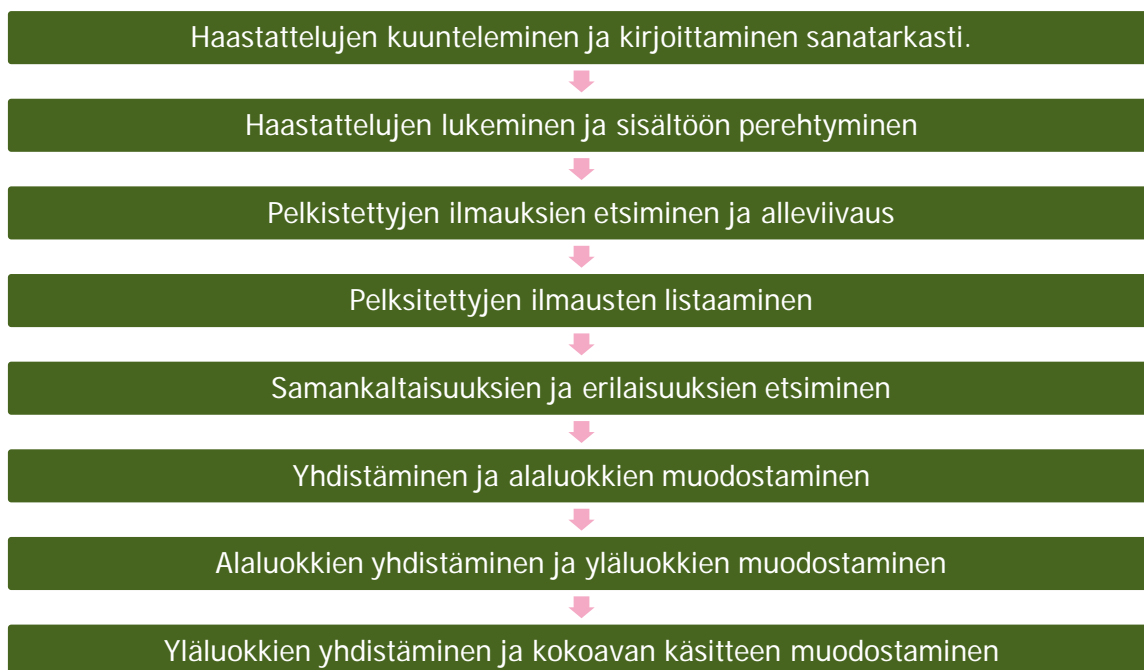 Haastattelujen kuunteleminen ja kirjoittaminen sanatarkasti.
Haastattelujen lukeminen ja sisältöön perehtyminen
Pelkistettyjen ilmauksien etsiminen ja alleviivaus
Pelksitettyjen ilmausten listaaminen
Samankaltaisuuksien ja erilaisuuksien etsiminen
Yhdistäminen ja alaluokkien muodostaminen
Alaluokkien yhdistäminen ja yläluokkien muodostaminen
Yläluokkien yhdistäminen ja kokoavan käsitteen muodostaminen